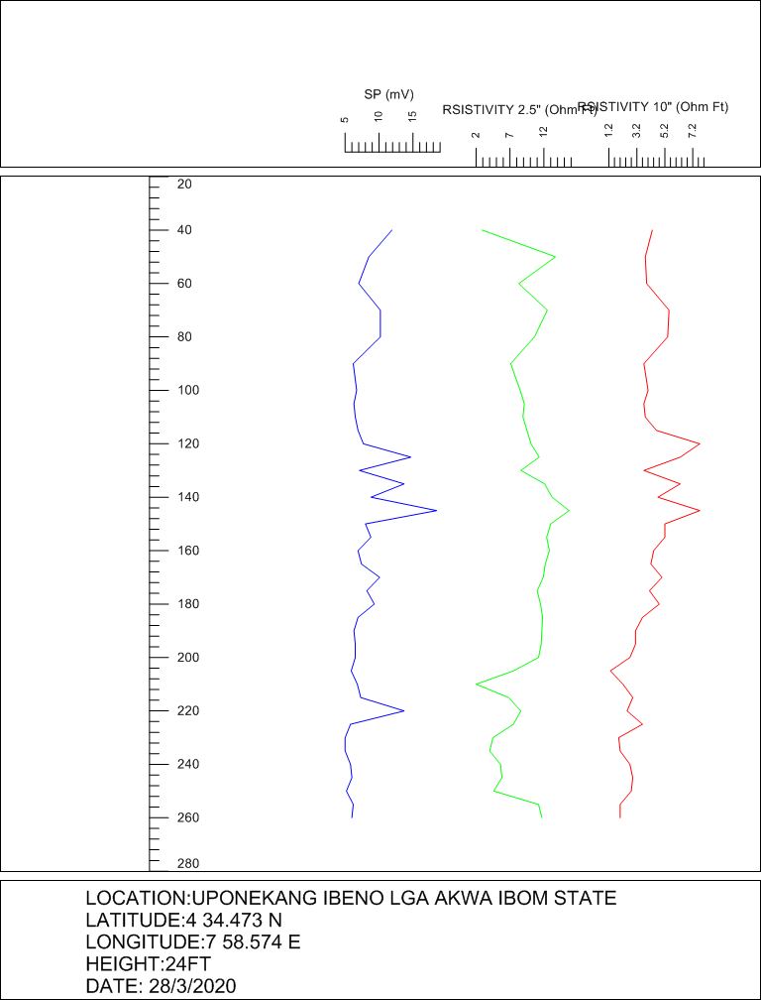 SP (mV)
RSISTIVITY 2.5" (Ohm Ft)
RSISTIVITY 10" (Ohm Ft)
5 10 15
2 7 12
1.2 3.2 5.2 7.2
20
40
60
80
100
120
140
160
180
200
220
240
260
280
LOCATION:UPONEKANG IBENO LGA AKWA IBOM STATE
LATITUDE:4 34.473 N
LONGITUDE:7 58.574 E
HEIGHT:24FT
DATE: 28/3/2020